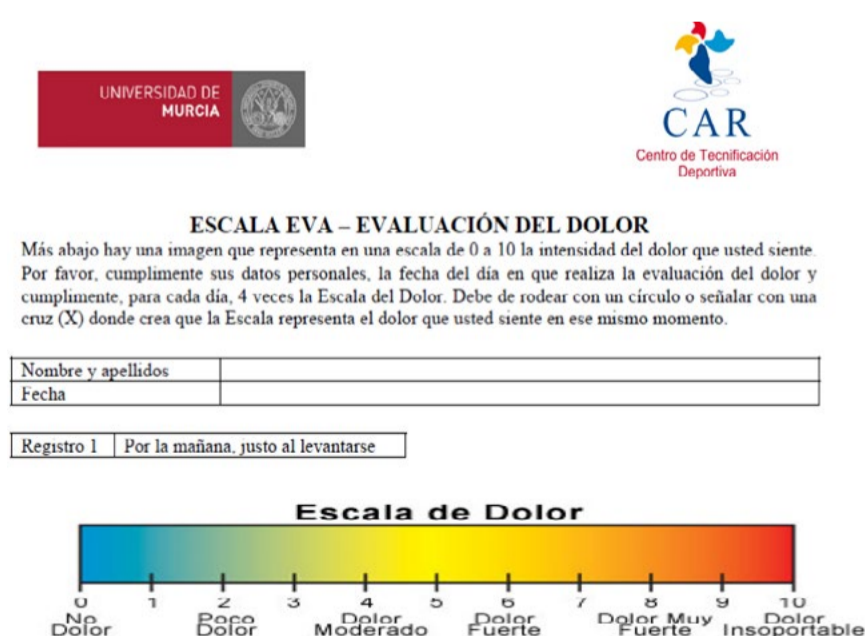 UNIVERSIDAD DE
MURCIA
CAR
Centro de Tecnificación
Deportiva
ESCALA EVA – EVALUACIÓN DEL DOLOR
Más abajo hay una imagen que representa en una escala de 0 a 10 la intensidad del dolor que usted siente.
Por favor, cumplimente sus datos personales, la fecha del día en que realiza la evaluación del dolor y
cumplimente, para cada día, 4 veces la Escala del Dolor. Debe de rodear con un círculo o señalar con una
cruz (X) donde crea que la Escala representa el dolor que usted siente en ese mismo momento.
Nombre y apellidos
Fecha
Registro 1 Por la mañana, justo al levantarse
Escala de Dolor
0 1 2 3 4 5 6 7 8 9 10
No Poco Dolor Dolor Dolor Muy Dolor
Dolor Dolor Moderado Fuerte Fuerte Insoportable